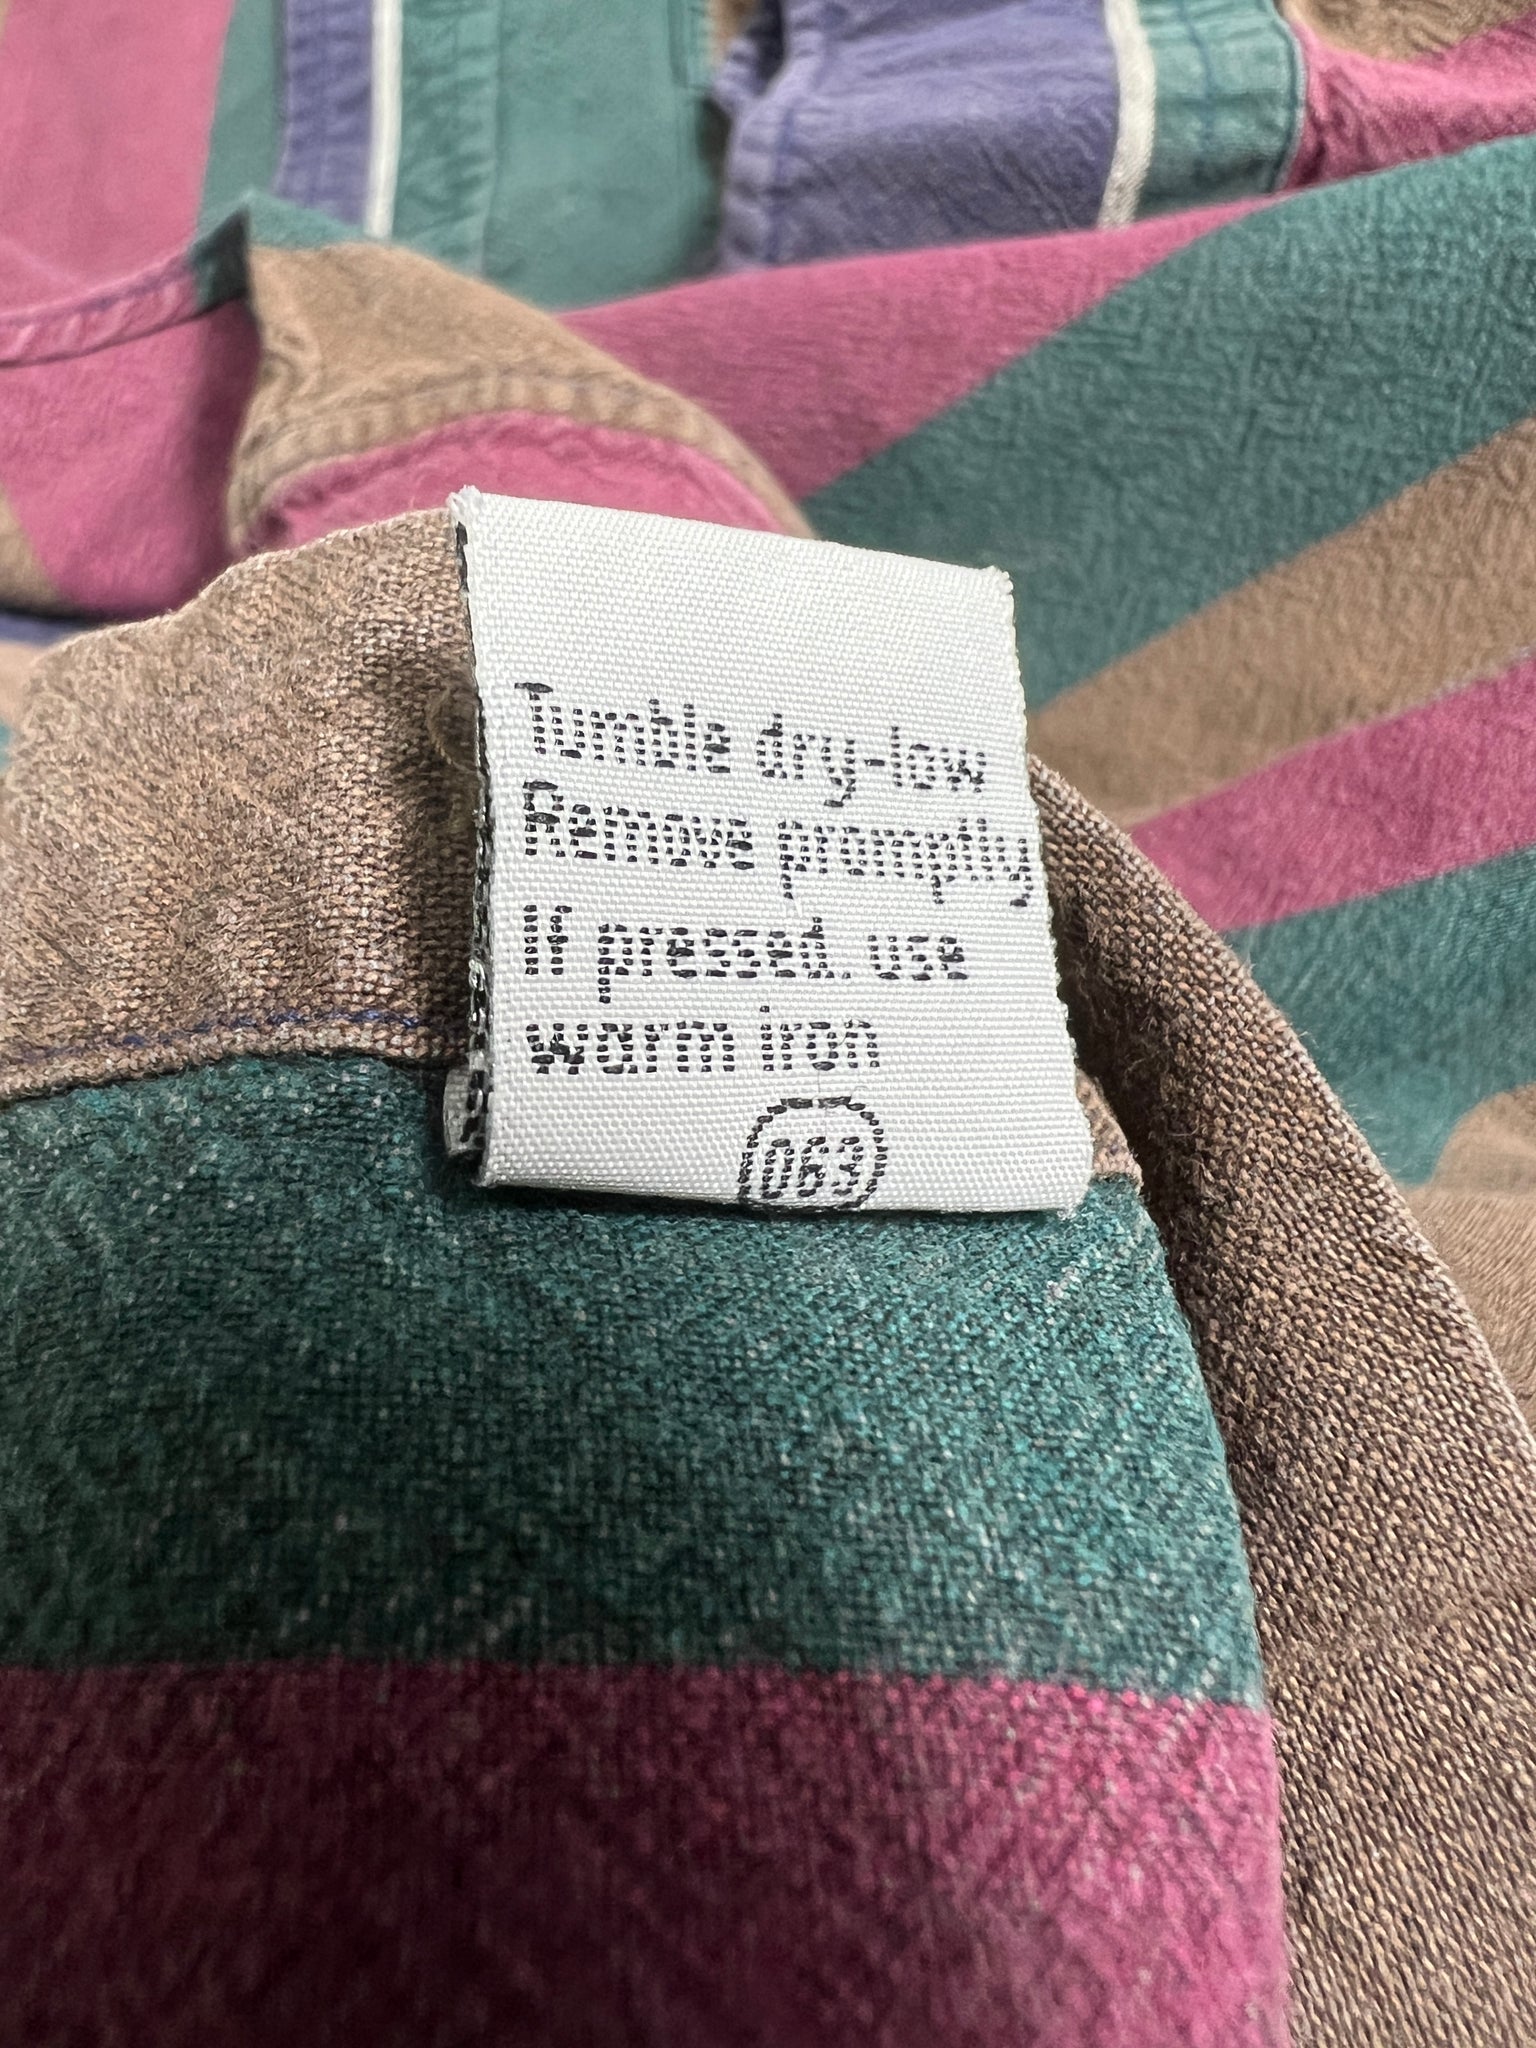 Tumble dry-low
Remove promptly
If pressed, use
warm iron
063